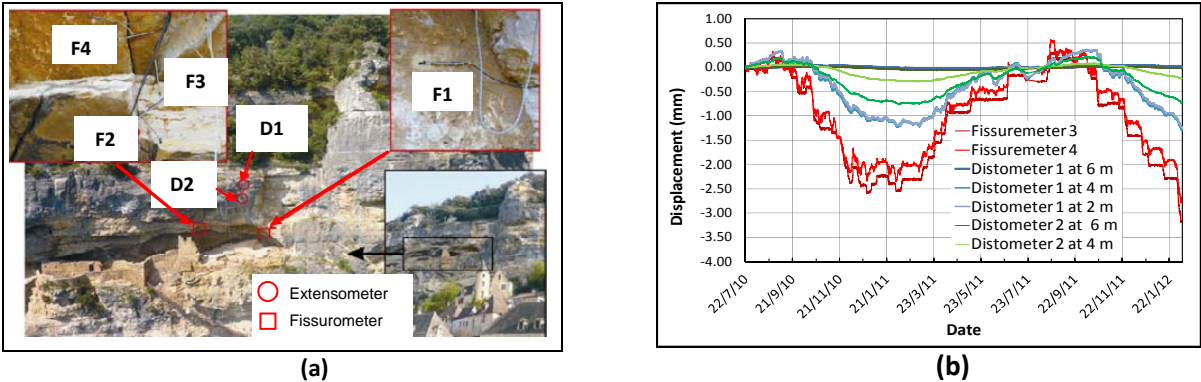 F4
F3
F2
F1
D1
D2
Extensometer
Fissurometer
(a)
Displacement (mm)
1.00
0.50
0.00
-0.50
-1.00
-1.50
-2.00
-2.50
-3.00
-3.50
-4.00
Fissuremeter 3
Fissuremeter 4
Distometer 1 at 6 m
Distometer 1 at 4 m
Distometer 1 at 2 m
Distometer 2 at 6 m
Distometer 2 at 4 m
22/7/10
21/9/10
21/11/10
21/1/11
23/3/11
23/5/11
23/7/11
22/9/11
22/11/11
22/1/12
Date
(b)